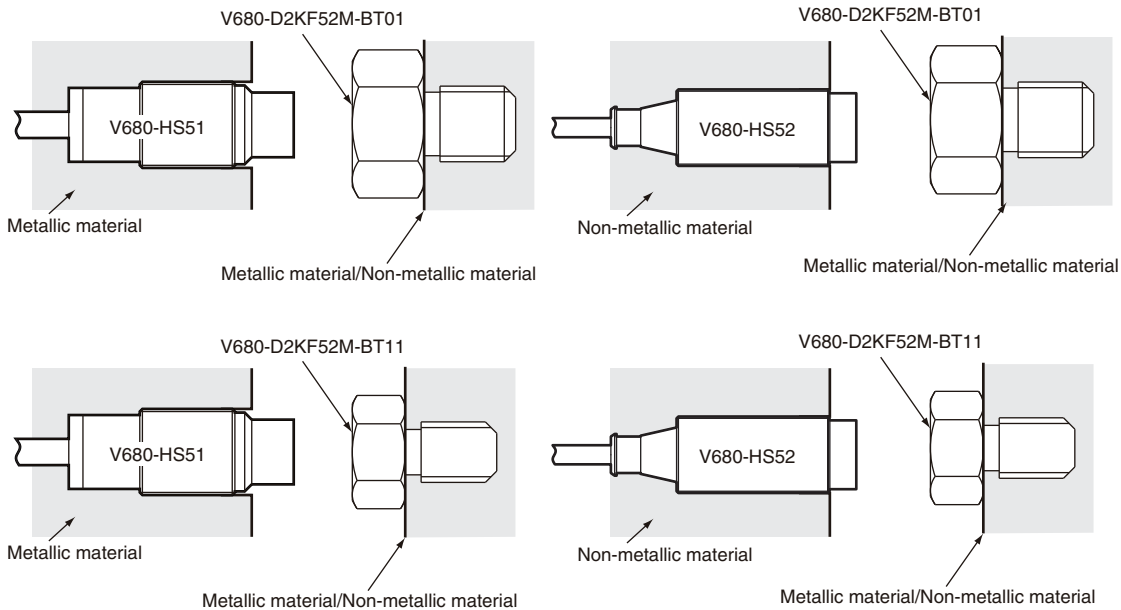 V680-D2KF52M-BT01
V680-HS51
Metallic material
Metallic material/Non-metallic material
V680-D2KF52M-BT01
V680-HS52
Non-metallic material
Metallic material/Non-metallic material
V680-D2KF52M-BT11
V680-HS51
Metallic material
Metallic material/Non-metallic material
V680-D2KF52M-BT11
V680-HS52
Non-metallic material
Metallic material/Non-metallic material